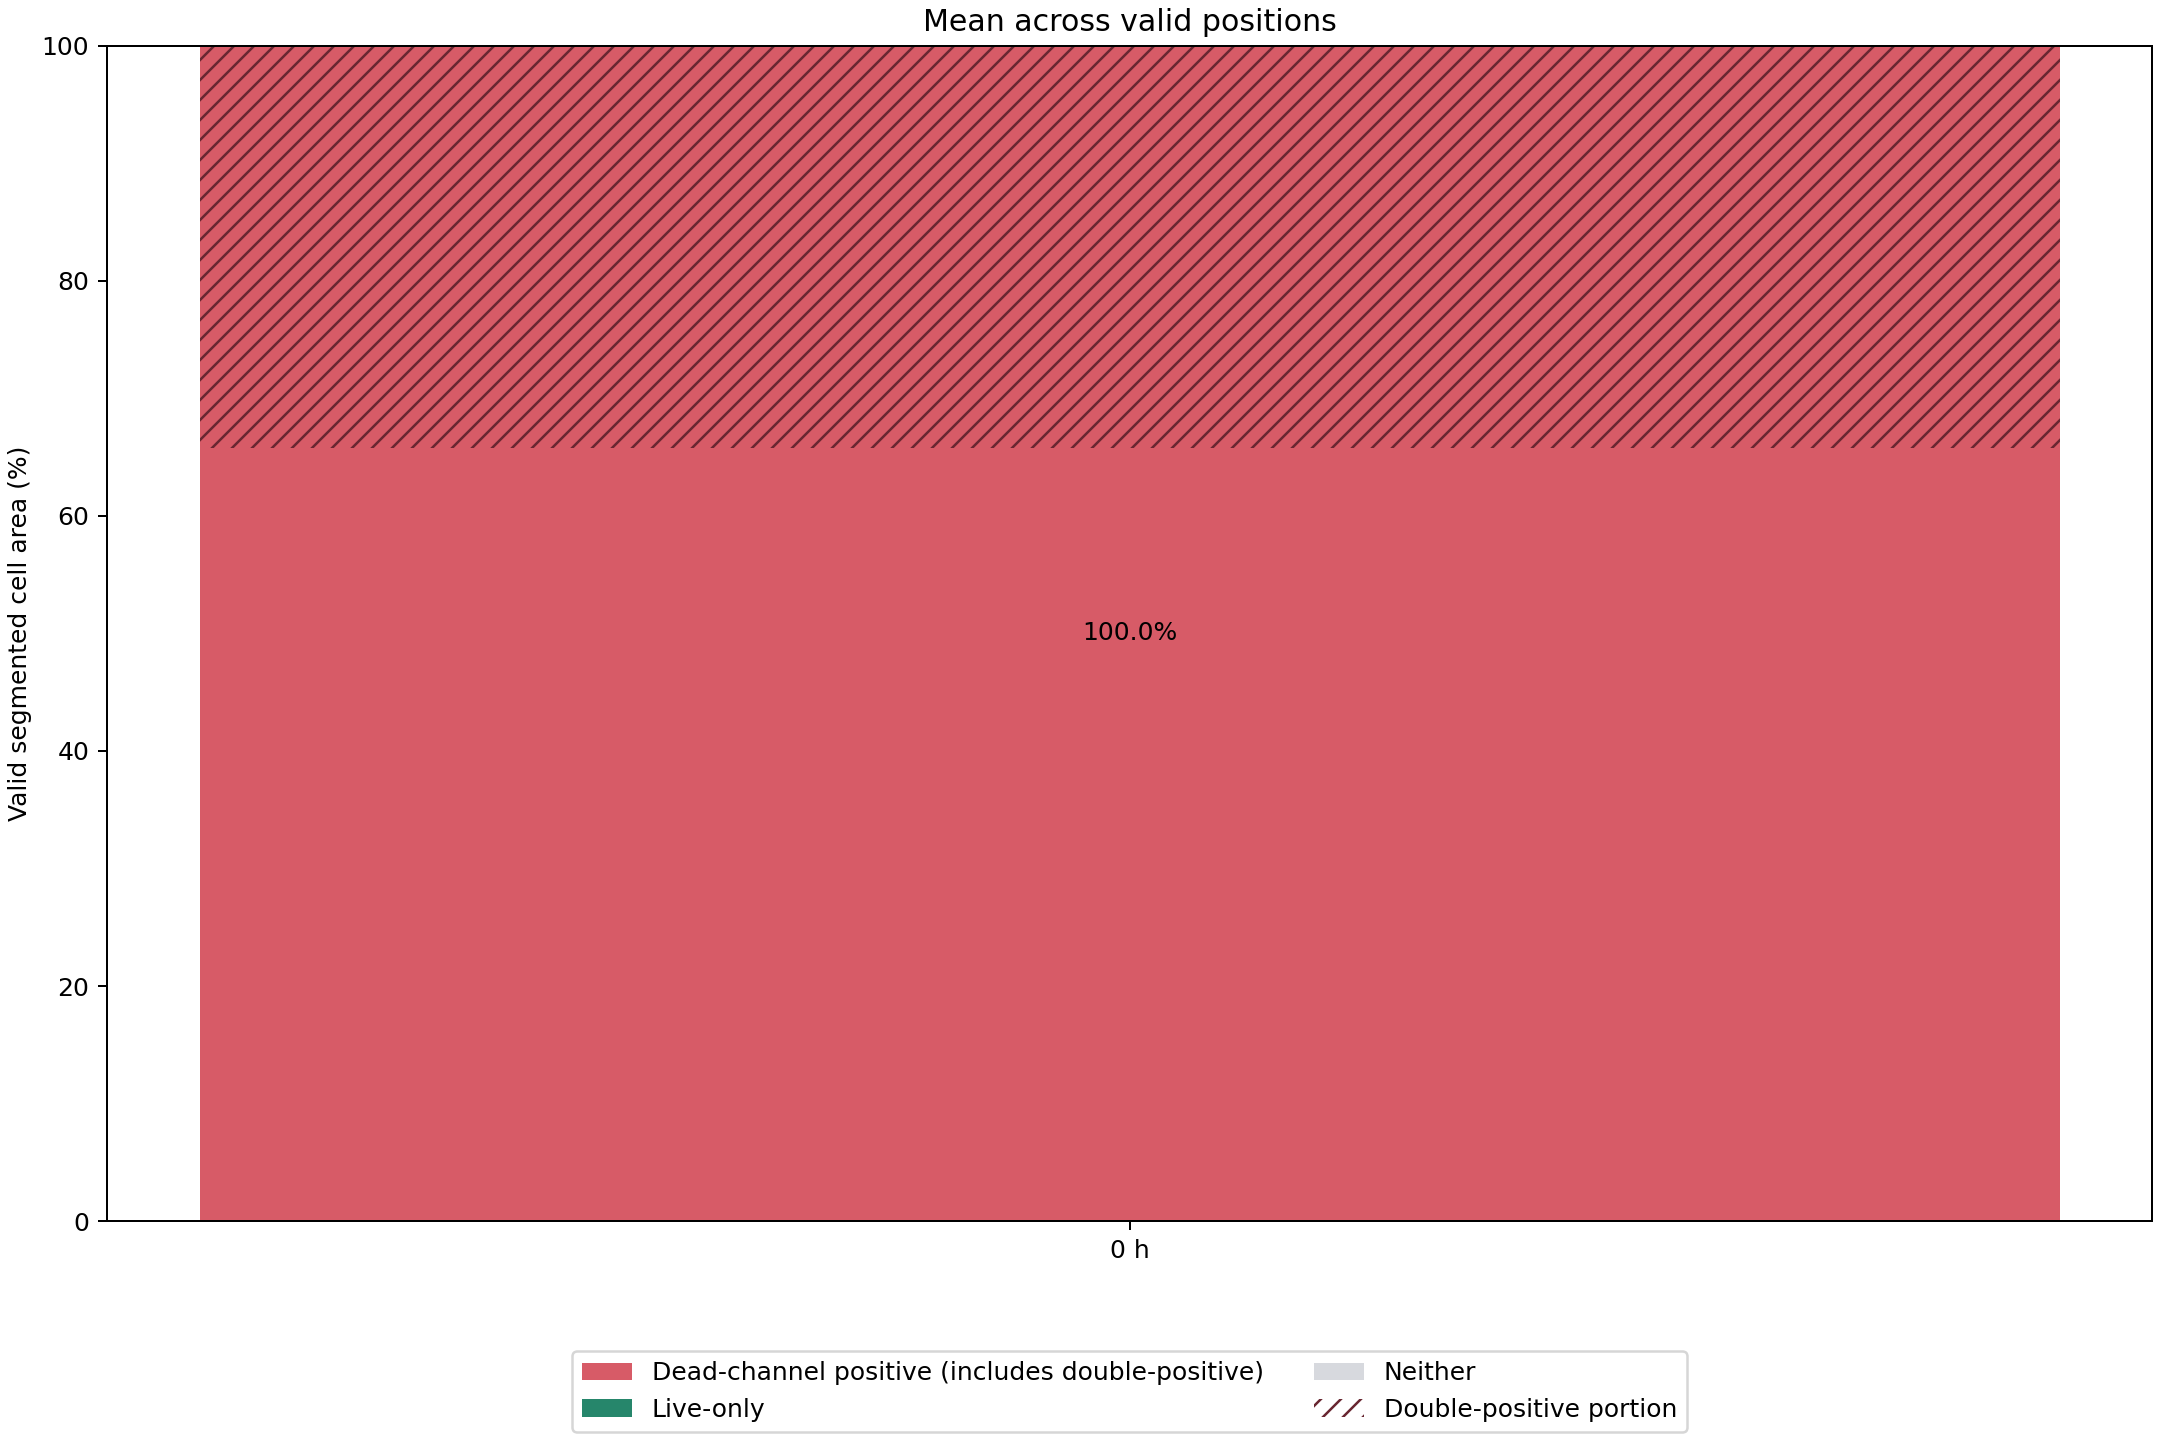 Mean across valid positions
100
80
60
40
20
0
Valid segmented cell area (%)
100.0%
0 h
Dead-channel positive (includes double-positive)
Live-only
Neither
Double-positive portion